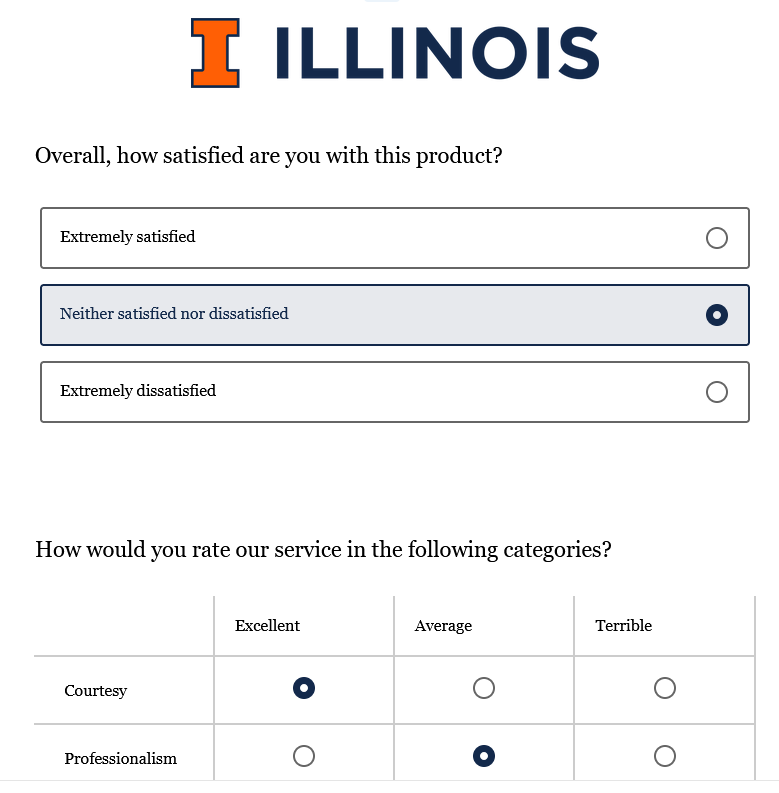 I ILLINOIS
Overall, how satisfied are you with this product?
Extremely satisfied
Neither satisfied nor dissatisfied
Extremely dissatisfied
How would you rate our service in the following categories?
Excellent Average Terrible
Courtesy
Professionalism